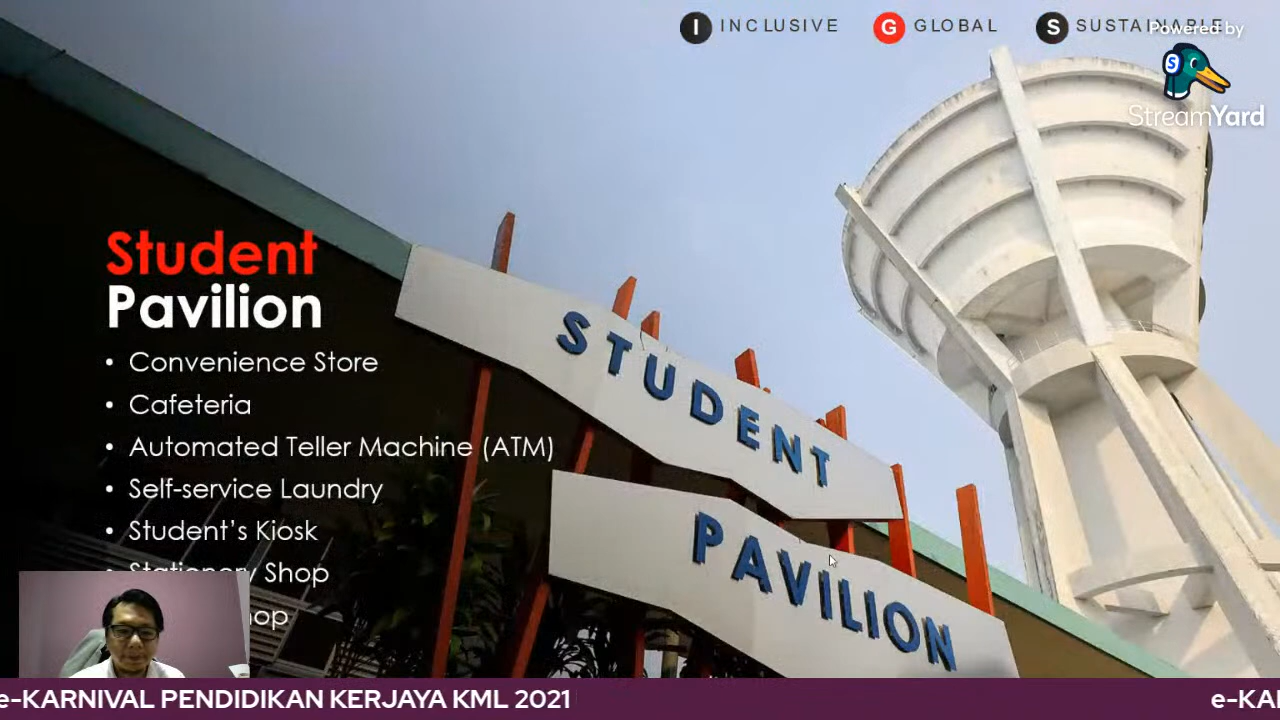 I INCLUSIVE G GLOBAL S SUSTAINABLE
Powered by
StreamYard
Student
Pavilion
• Convenience Store
• Cafeteria
• Automated Teller Machine (ATM)
• Self-service Laundry
• Student’s Kiosk
• Stationery Shop
STUDENT
PAVILION
e-KARNIVAL PENDIDIKAN KERJAYA KML 2021
e-KA